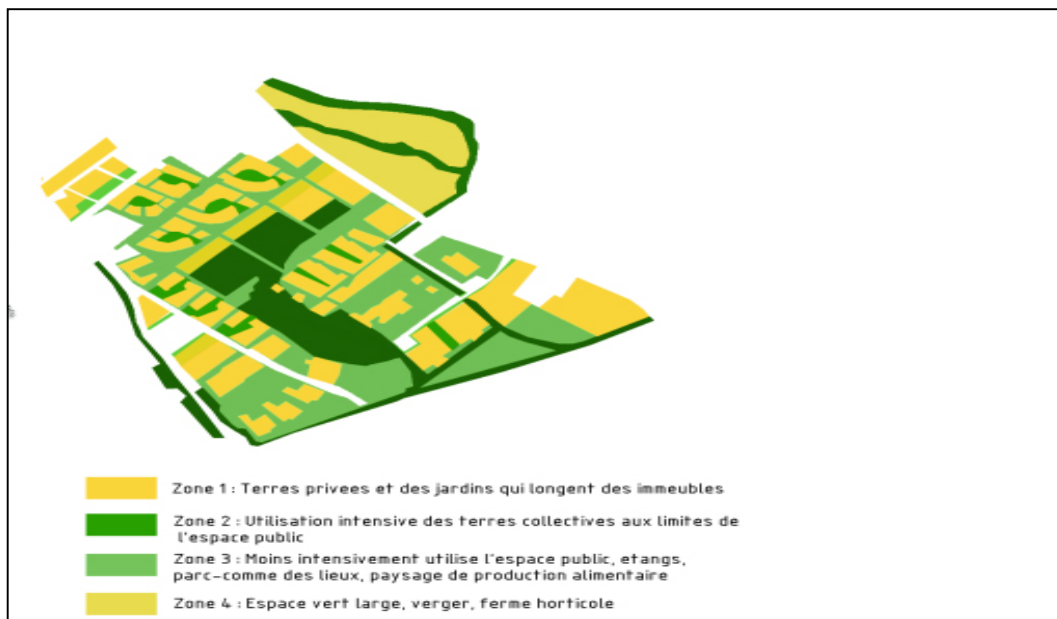 Zone 1 : Terres privees et des jardins qui longent des immeubles
Zone 2 : Utilisation intensive des terres collectives aux limites de
l'espace public
Zone 3 : Moins intensivement utilise l'espace public, etangs,
parc-comme des lieux, paysage de production alimentaire
Zone 4 : Espace vert large, verger, ferme horticole